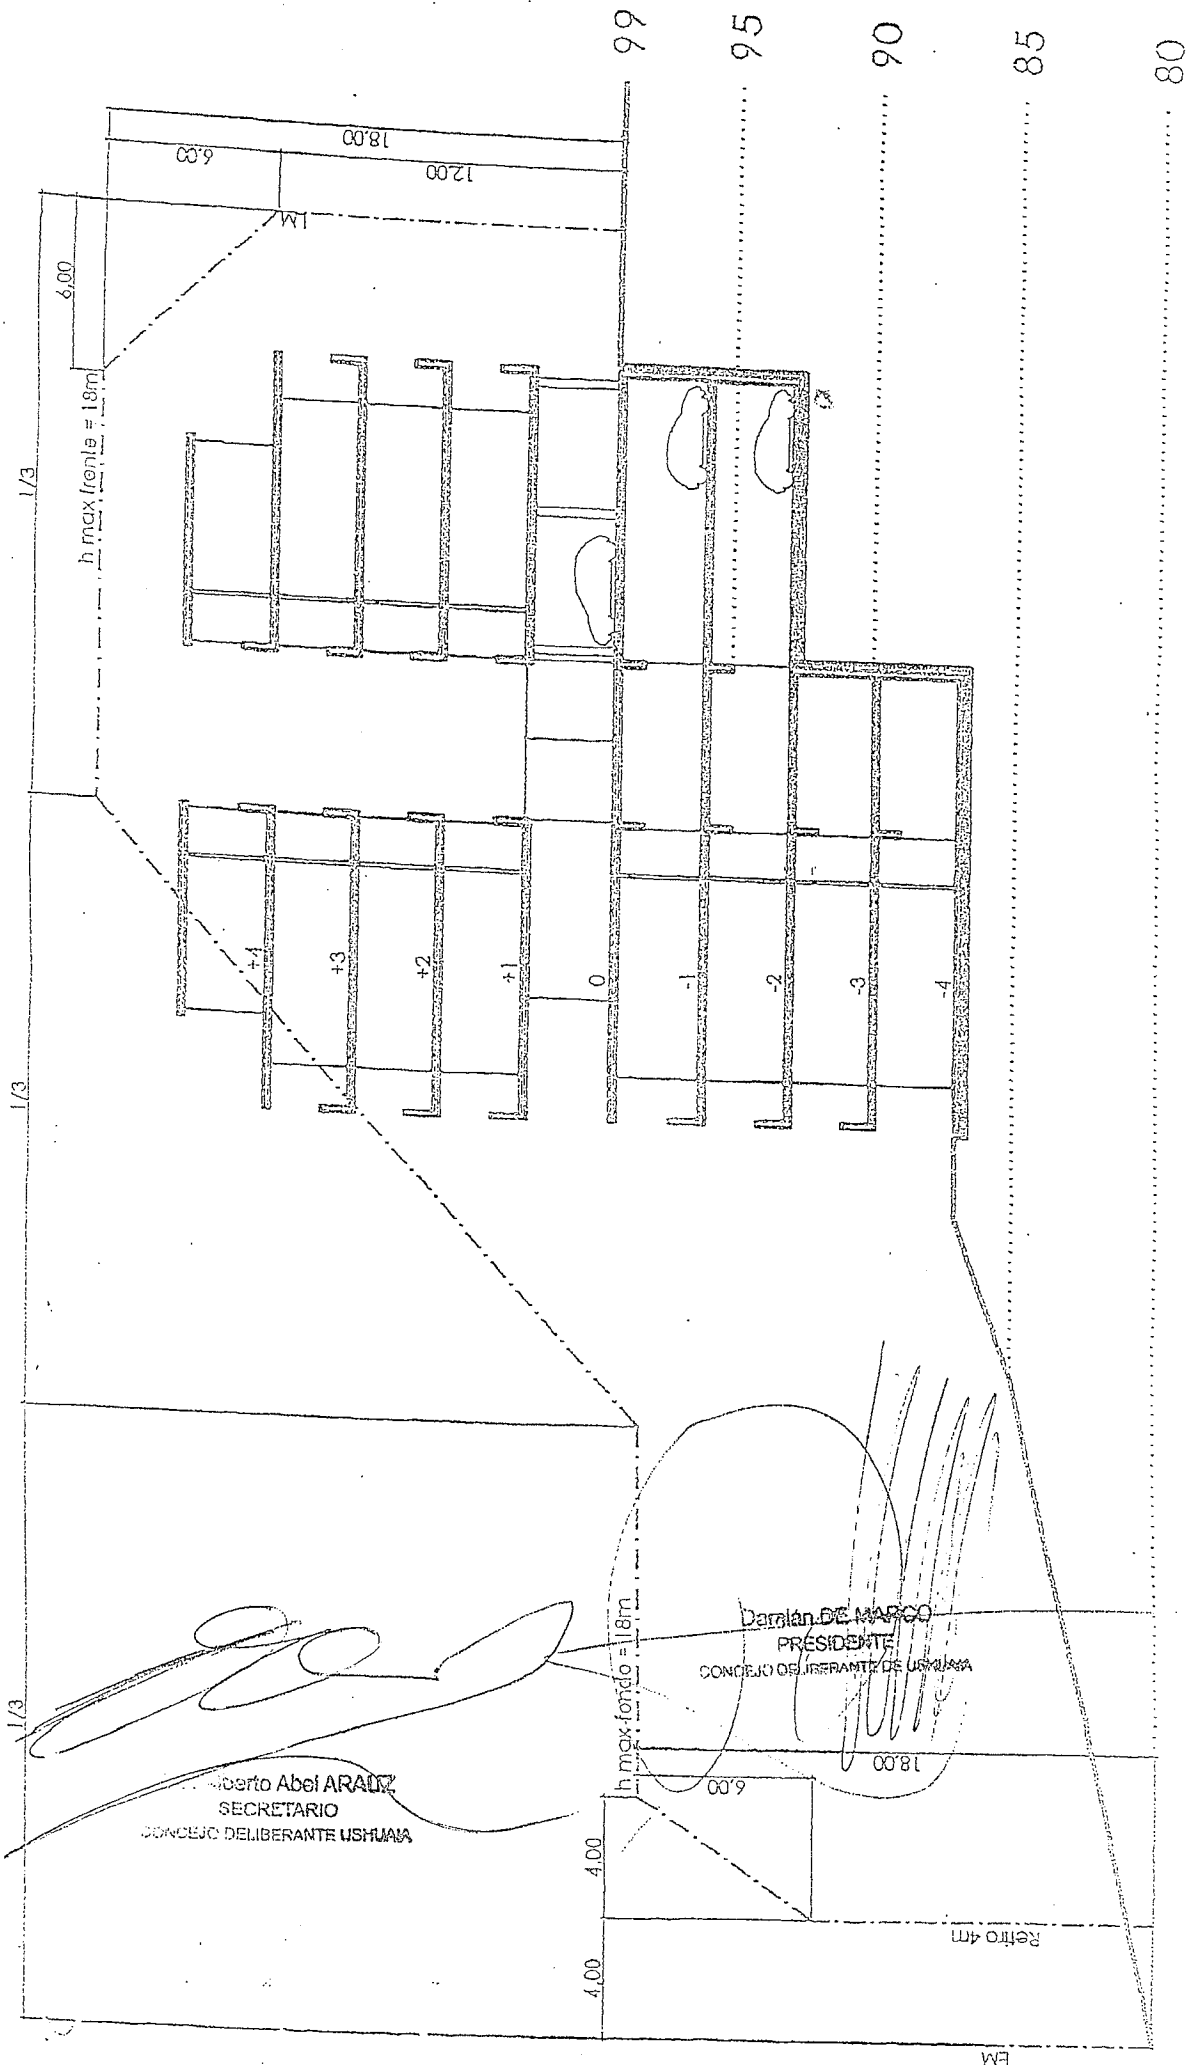 1/3
1/3
1/3
6,00
h max frente = 18m
6,00
18.00
12.00
LM
99
95
90
85
80
+4
+3
+2
+1
0
-1
-2
-3
-4
h max fondo = 18m
6,00
18.00
4,00
4,00
Retiro 4m
EM
Abel ARAUZ
SECRETARIO
CONCEJO DELIBERANTE USHUAIA
Damián DE MARCO
PRESIDENTE
CONCEJO DELIBERANTE DE USHUAIA